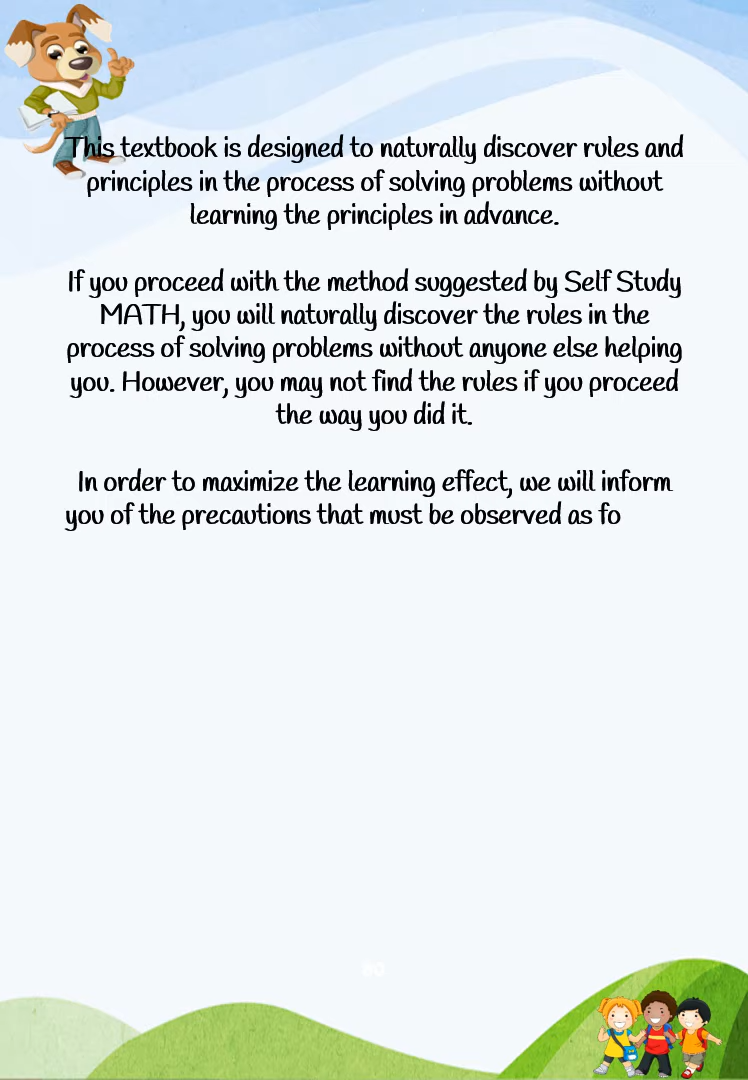 This textbook is designed to naturally discover rules and
principles in the process of solving problems without
learning the principles in advance.
If you proceed with the method suggested by Self Study
MATH, you will naturally discover the rules in the
process of solving problems without anyone else helping
you. However, you may not find the rules if you proceed
the way you did it.
In order to maximize the learning effect, we will inform
you of the precautions that must be observed as fo